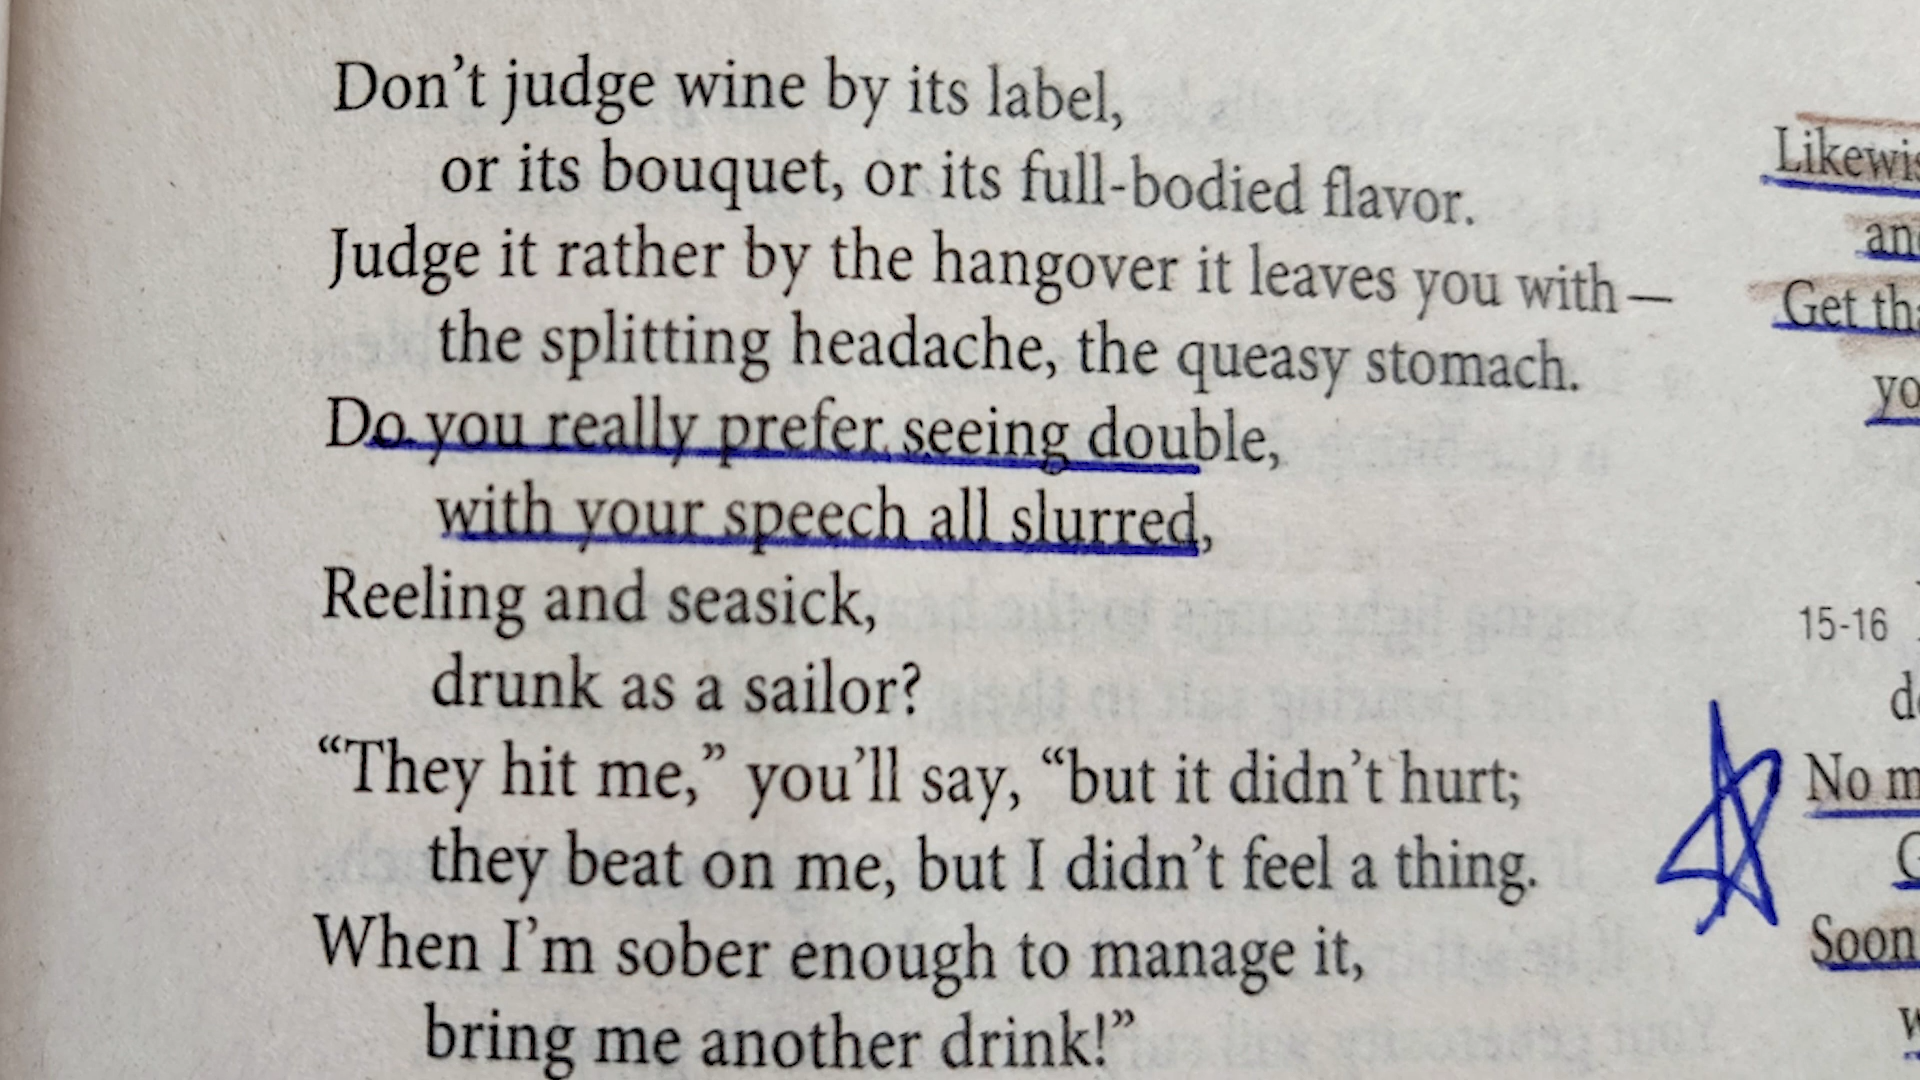 Don't judge wine by its label,
or its bouquet, or its full-bodied flavor.
Judge it rather by the hangover it leaves you with—
the splitting headache, the queasy stomach.
Do you really prefer seeing double,
with your speech all slurred,
Reeling and seasick,
drunk as a sailor?
“They hit me,” you’ll say, “but it didn’t hurt;
they beat on me, but I didn’t feel a thing.
When I’m sober enough to manage it,
bring me another drink!”
Get
15-16
No
Soon